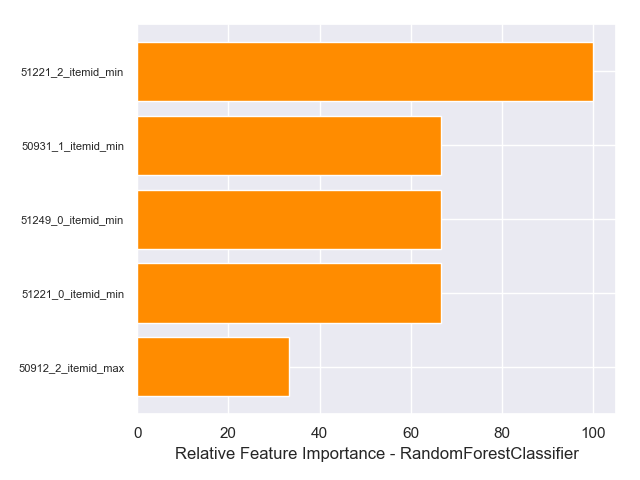 51221_2_itemid_min
50931_1_itemid_min
51249_0_itemid_min
51221_0_itemid_min
50912_2_itemid_max
0 20 40 60 80 100
Relative Feature Importance - RandomForestClassifier